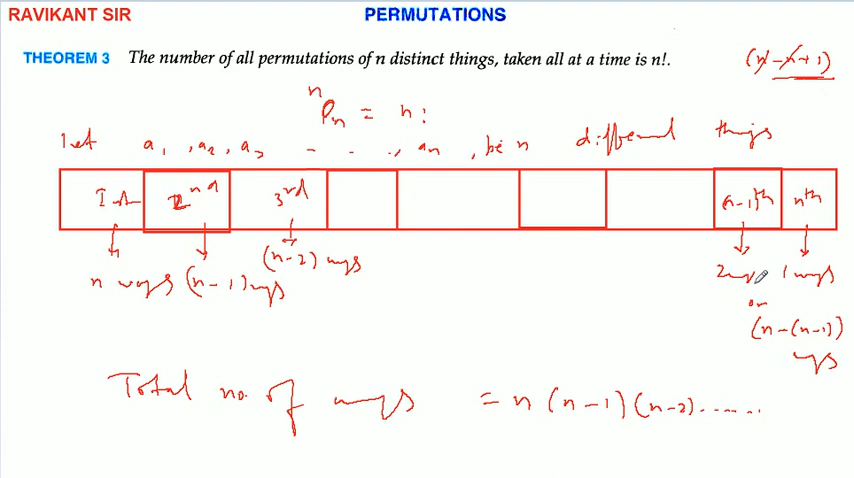 RAVIKANT SIR PERMUTATIONS
THEOREM 3 The number of all permutations of n distinct things, taken all at a time is n!.
(n - n + 1)
ⁿPₙ = n!
let a₁, a₂, a₃ - - - ., aₙ, be n different things
Ist 2nd 3rd (n-1)th nth
n ways (n-1) ways (n-2) ways 2 ways 1 ways
or
(n-(n-1))
ways
Total no. of ways = n (n-1)(n-2).......